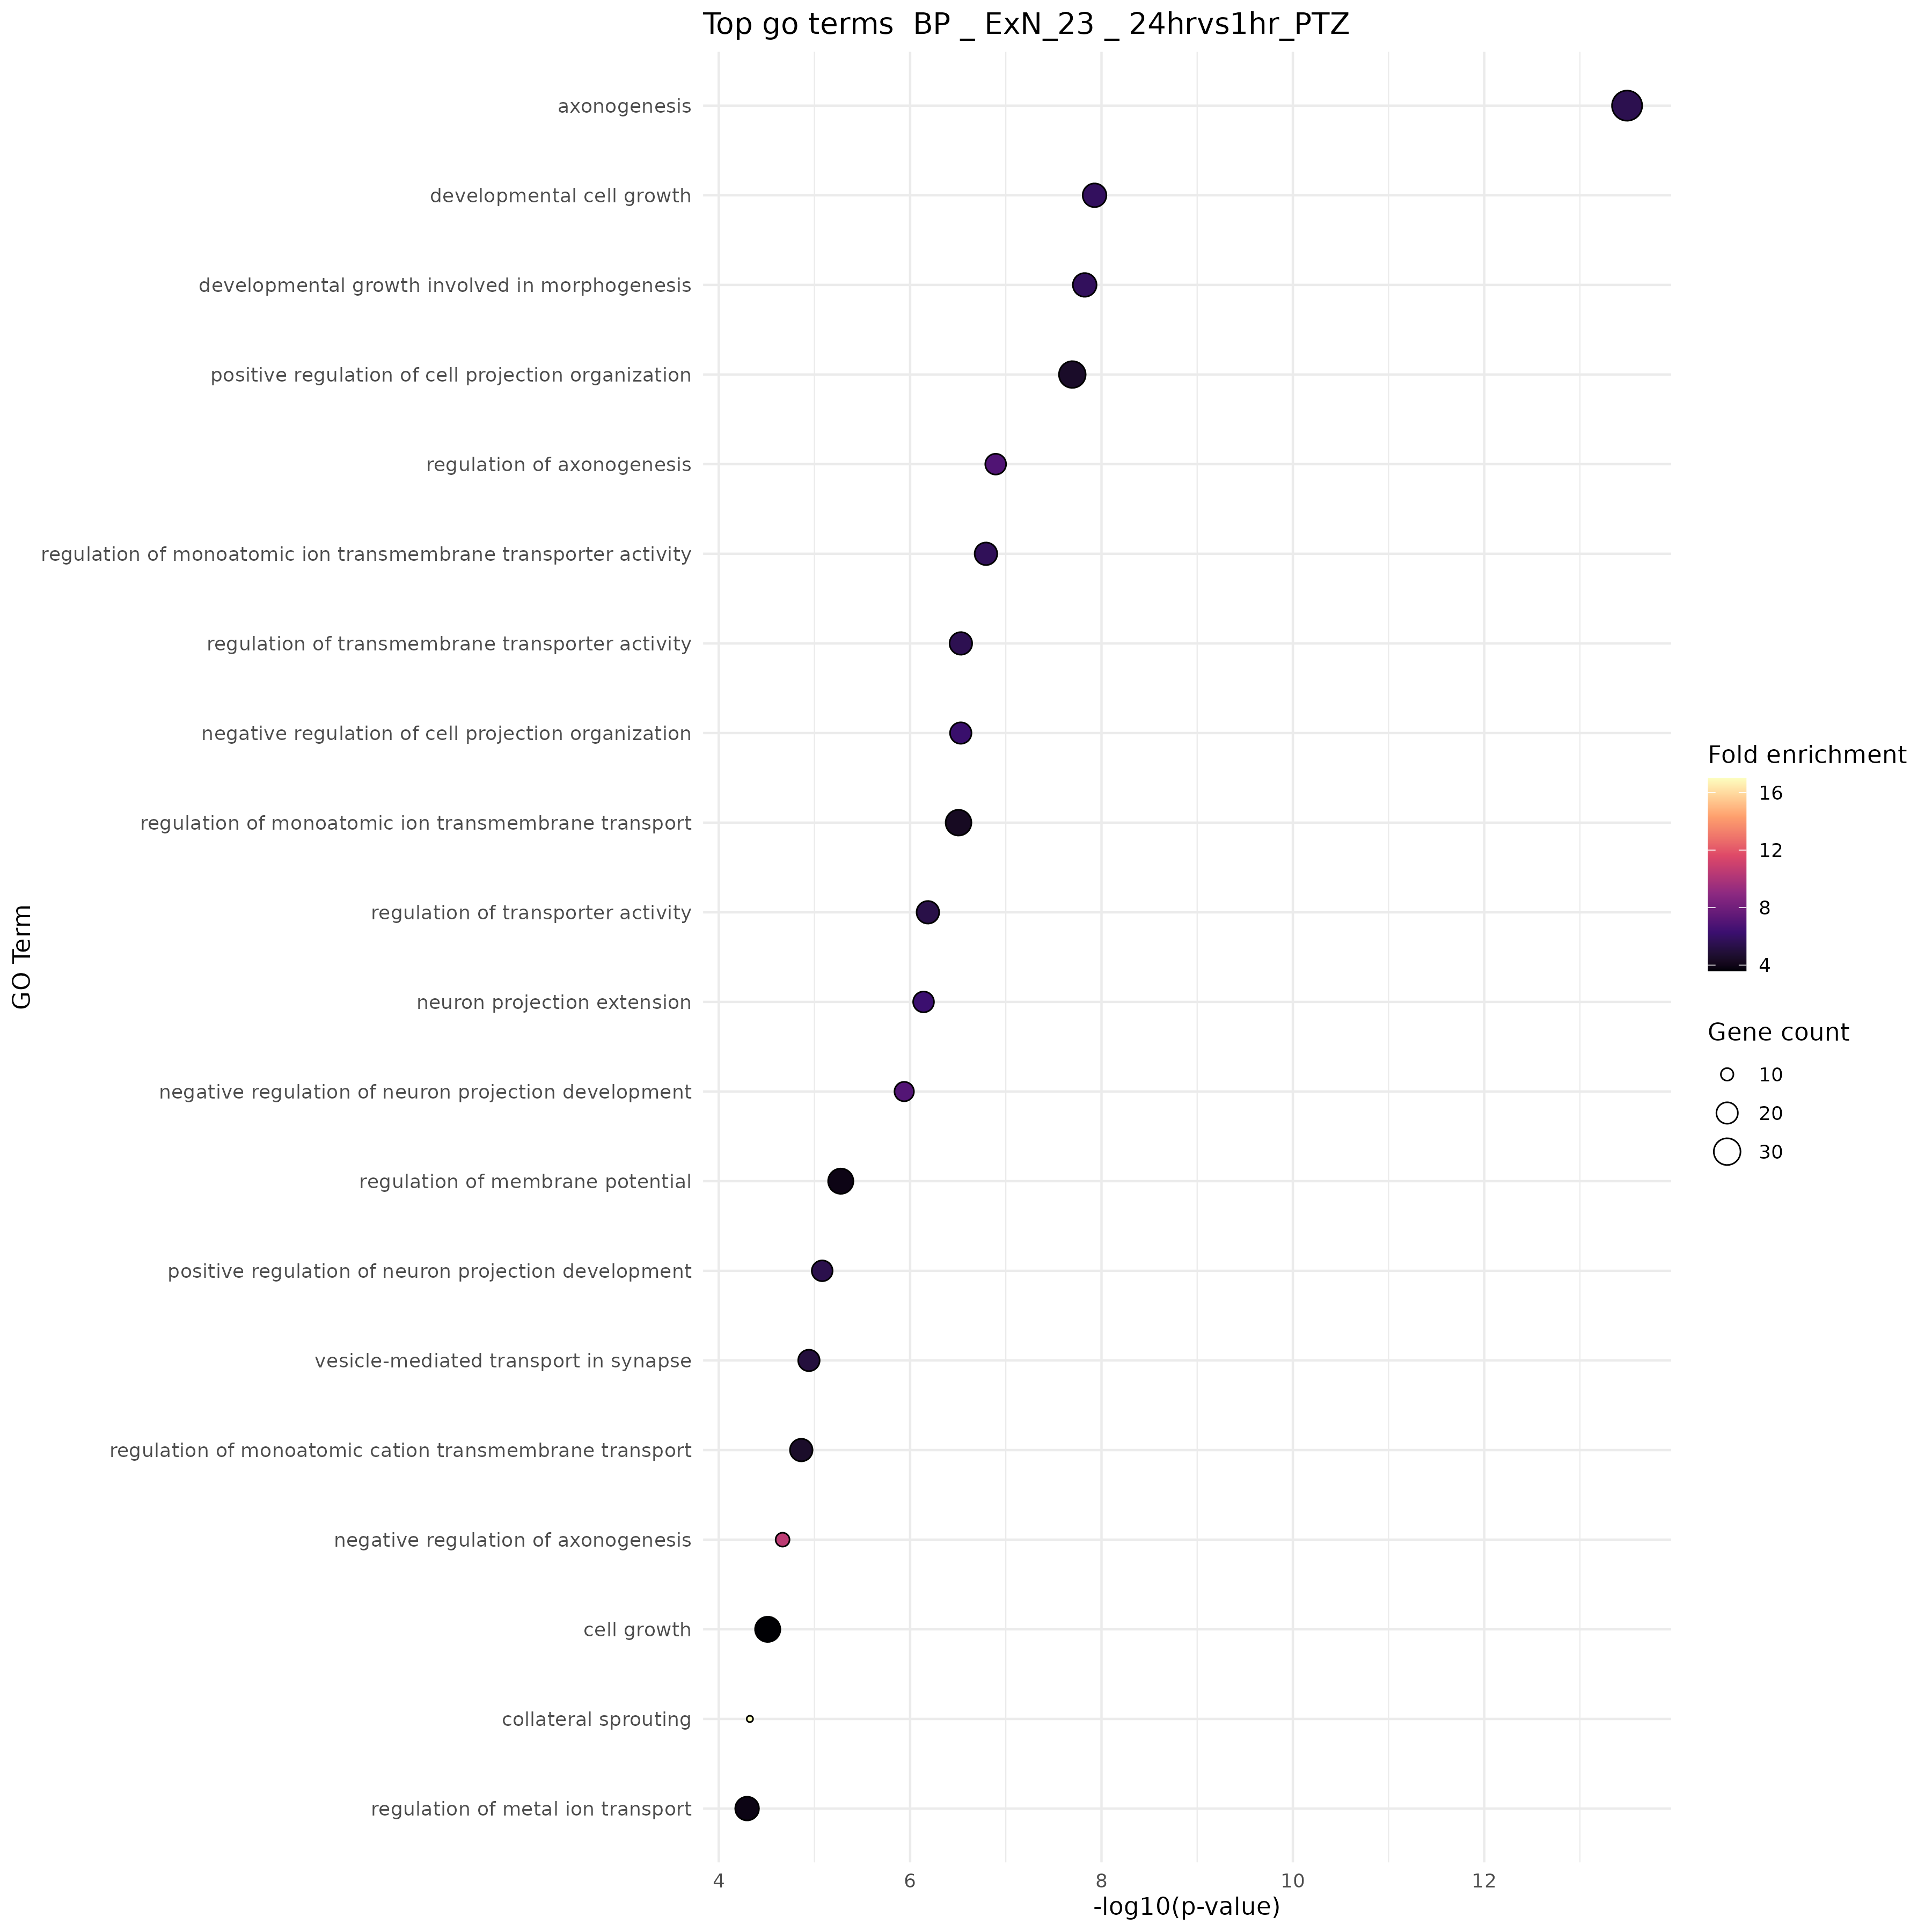 Top go terms  BP _ ExN_23 _ 24hrvs1hr_PTZ
GO Term
axonogenesis
developmental cell growth
developmental growth involved in morphogenesis
positive regulation of cell projection organization
regulation of axonogenesis
regulation of monoatomic ion transmembrane transporter activity
regulation of transmembrane transporter activity
negative regulation of cell projection organization
regulation of monoatomic ion transmembrane transport
regulation of transporter activity
neuron projection extension
negative regulation of neuron projection development
regulation of membrane potential
positive regulation of neuron projection development
vesicle-mediated transport in synapse
regulation of monoatomic cation transmembrane transport
negative regulation of axonogenesis
cell growth
collateral sprouting
regulation of metal ion transport
4 6 8 10 12
-log10(p-value)
Fold enrichment
16
12
8
4
Gene count
10
20
30